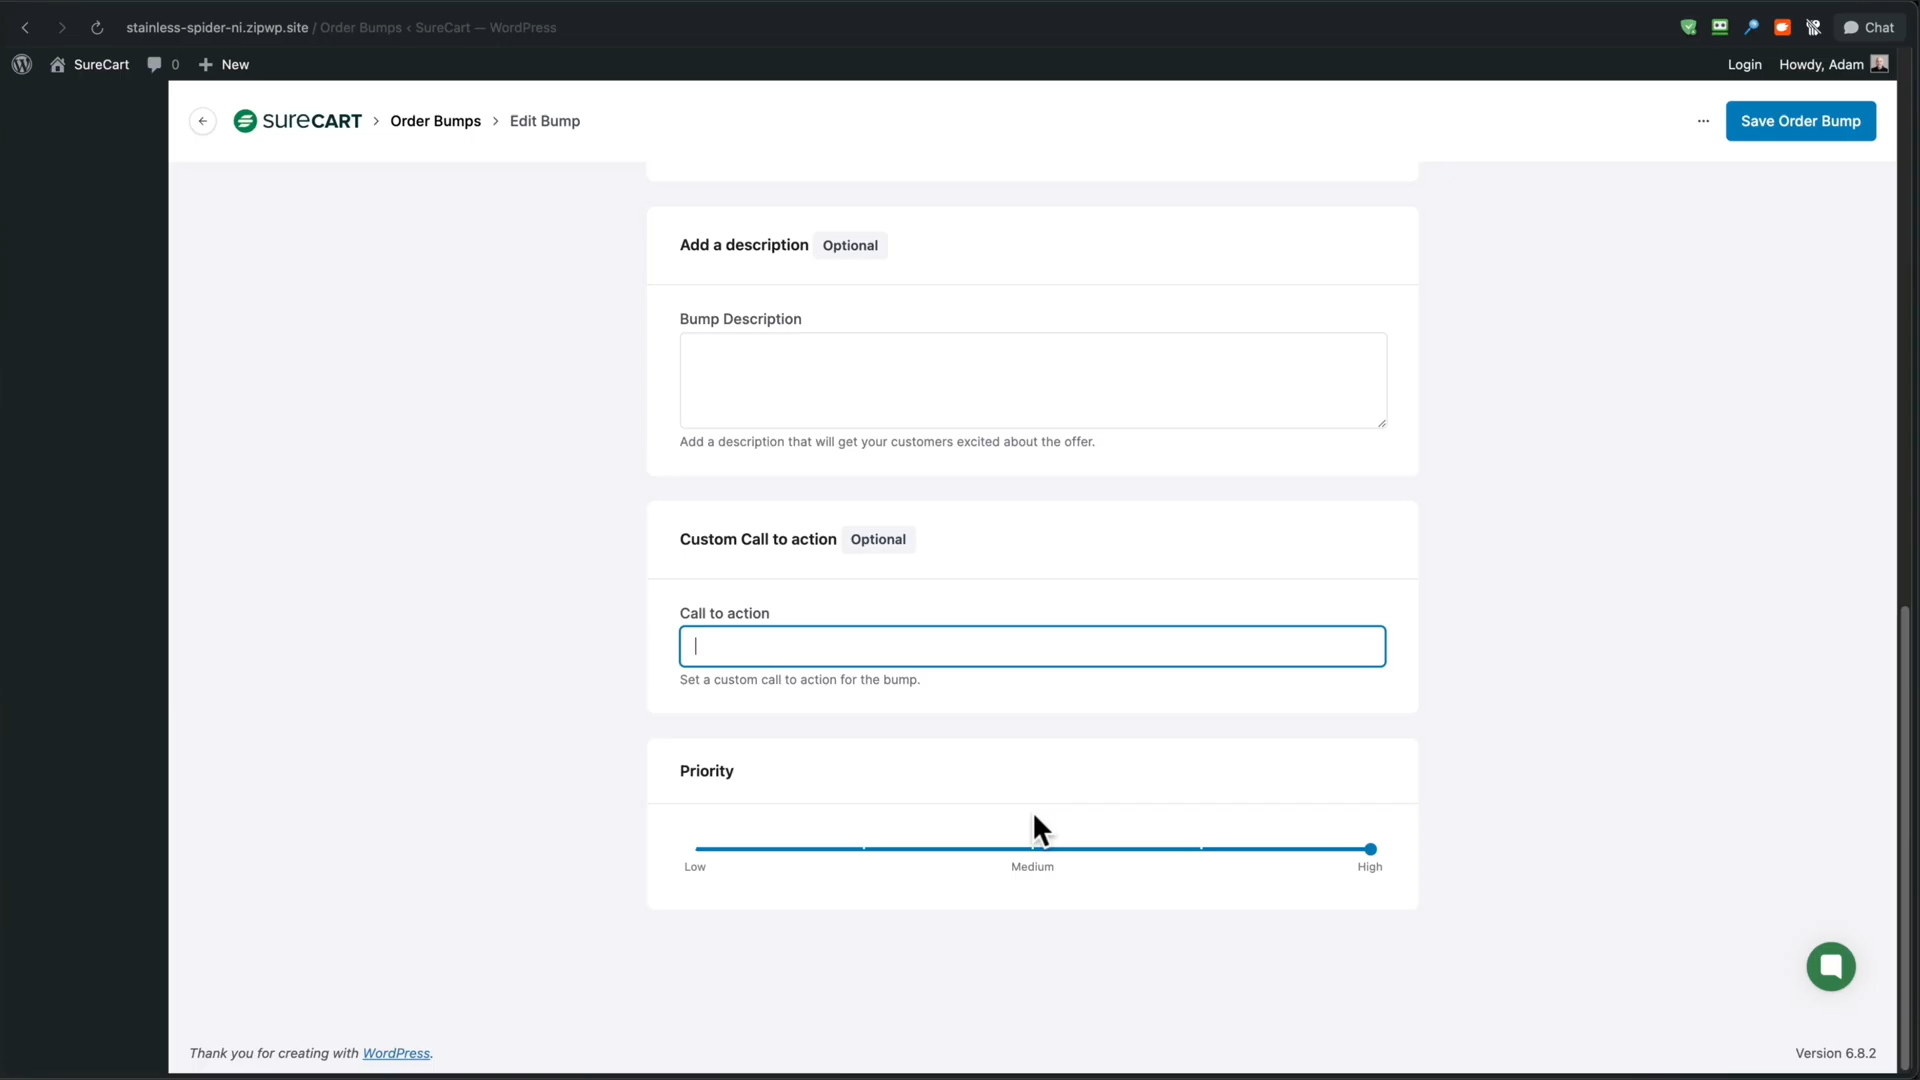 stainless-spider-ni.zipwp.site / Order Bumps ‹ SureCart — WordPress
Chat
SureCart 0 New
Login Howdy, Adam
SURECART > Order Bumps > Edit Bump
... Save Order Bump
Add a description Optional
Bump Description
Add a description that will get your customers excited about the offer.
Custom Call to action Optional
Call to action
Set a custom call to action for the bump.
Priority
Low Medium High
Thank you for creating with WordPress.
Version 6.8.2